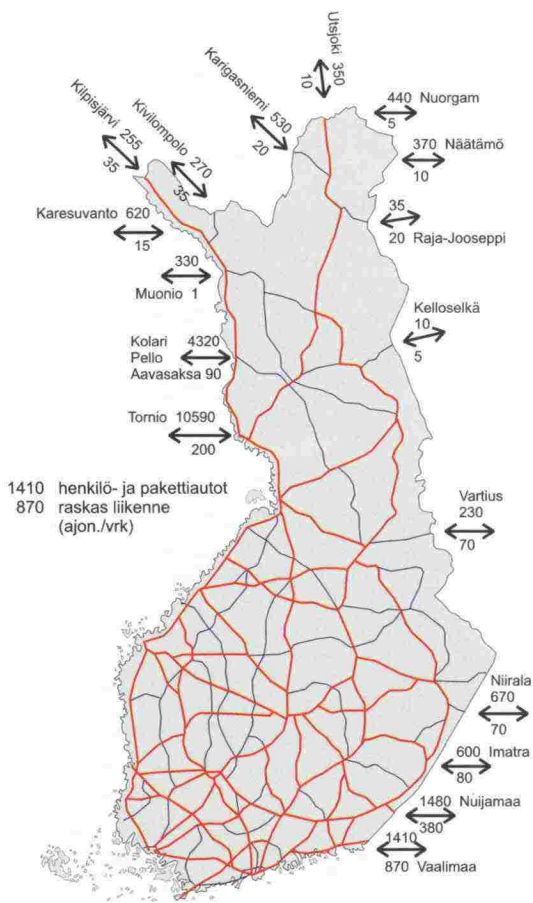 Utsjoki 350
10
Karigasniemi 530
20
440 Nuorgam
5
Kilpisjärvi 255
35
Kivilompolo 270
35
370 Näätämö
10
Karesuvanto 620
15
35
20 Raja-Jooseppi
330
Muonio 1
Kelloselkä
10
5
Kolari 4320
Pello
Aavasaksa 90
Tornio 10590
200
1410 henkilö- ja pakettiautot
870 raskas liikenne
(ajon./vrk)
Vartius
230
70
Niirala
670
70
600 Imatra
80
1480 Nuijamaa
380
1410
870 Vaalimaa